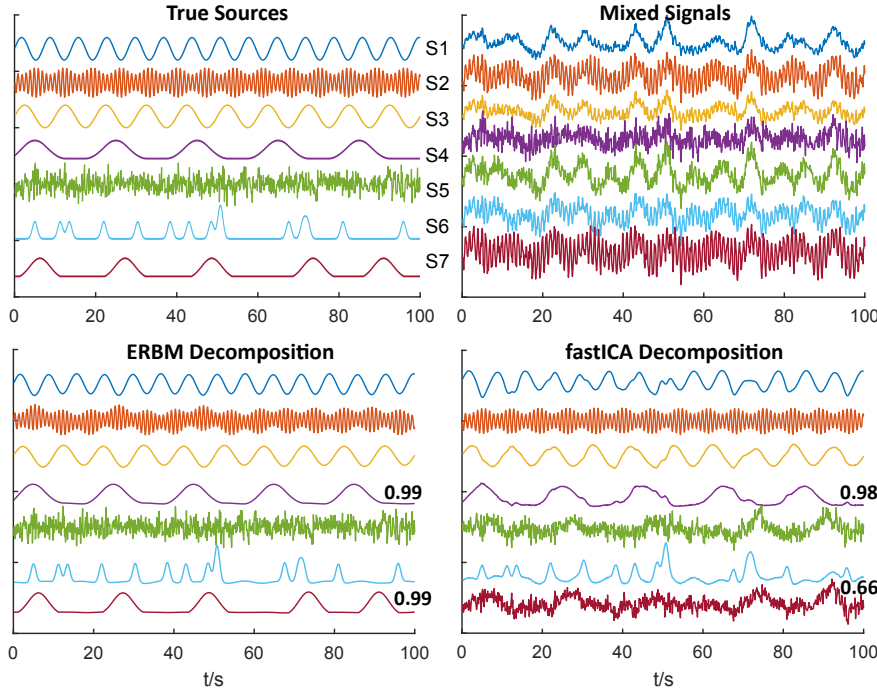 True Sources
Mixed Signals
S1
S2
S3
S4
S5
S6
S7
0 20 40 60 80 100
0 20 40 60 80 100
ERBM Decomposition
fastICA Decomposition
0.99
0.98
0.99
0.66
0 20 40 60 80 100
0 20 40 60 80 100
t/s
t/s